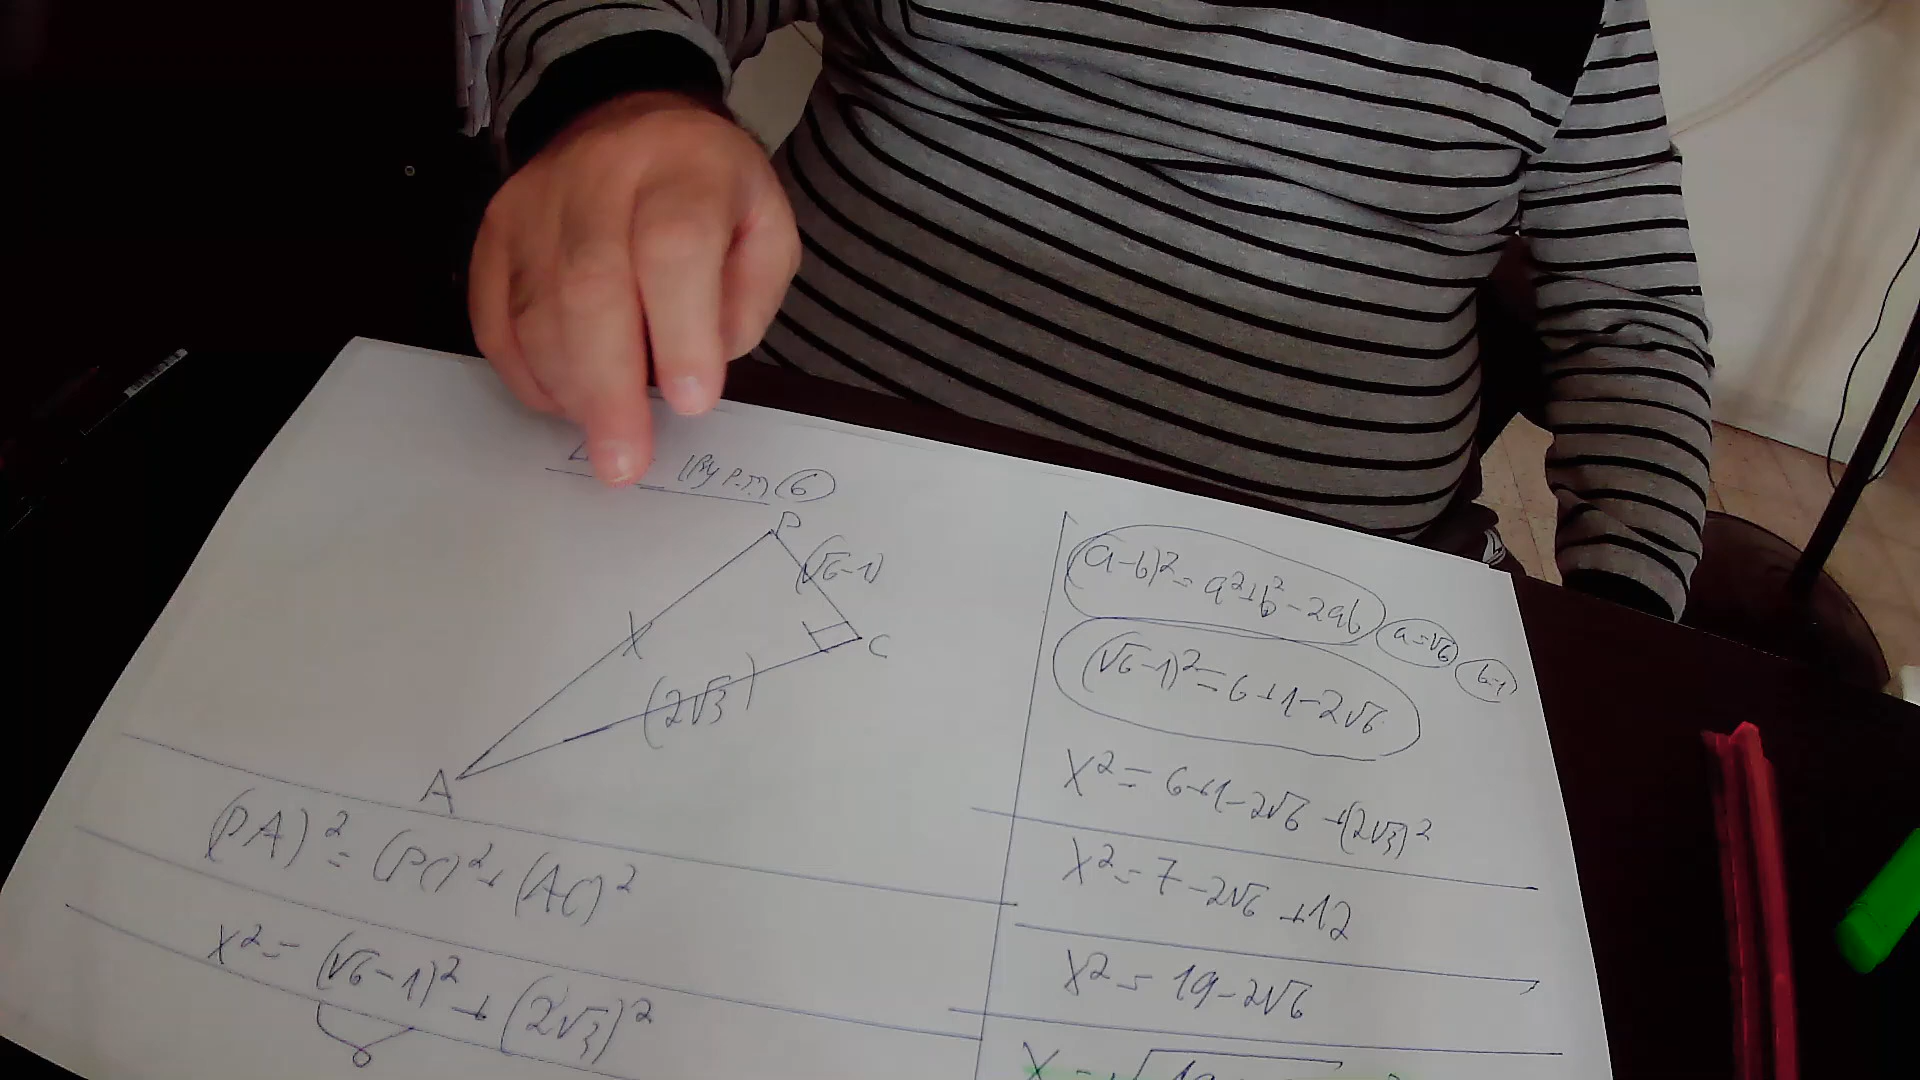 (By P.T) 6
P
(√6-1)
X
C
(2√3)
A
(PA)² = (PC)² + (AC)²
X² = (√6-1)² + (2√3)²
(a-b)² = a²+b²-2ab
a=√6
b=1
(√6-1)² = 6+1-2√6
X² = 6+1-2√6+(2√3)²
X² = 7-2√6+12
X² = 19-2√6
X = √19